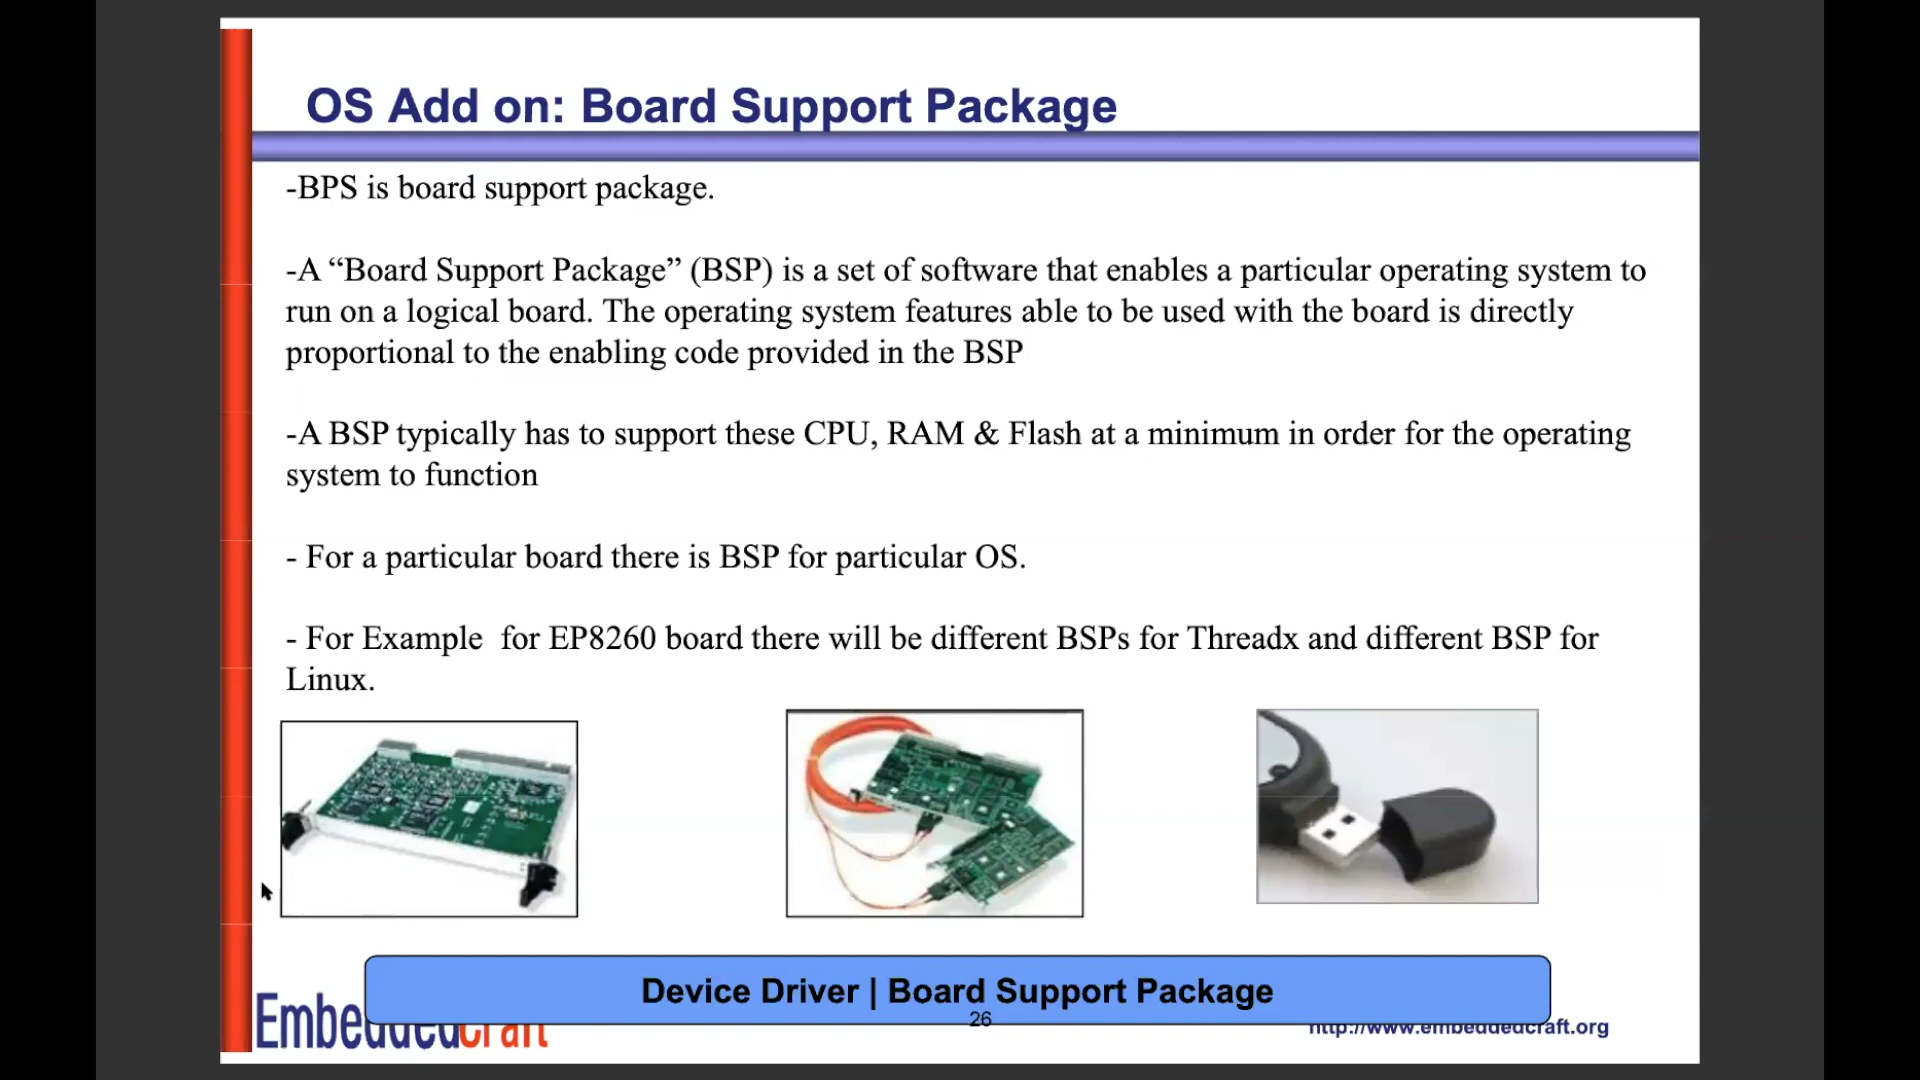 OS Add on: Board Support Package
-BPS is board support package.
-A “Board Support Package” (BSP) is a set of software that enables a particular operating system to
run on a logical board. The operating system features able to be used with the board is directly
proportional to the enabling code provided in the BSP
-A BSP typically has to support these CPU, RAM & Flash at a minimum in order for the operating
system to function
- For a particular board there is BSP for particular OS.
- For Example  for EP8260 board there will be different BSPs for Threadx and different BSP for
Linux.
Device Driver | Board Support Package
26
Embeddedcraft
http://www.embeddedcraft.org